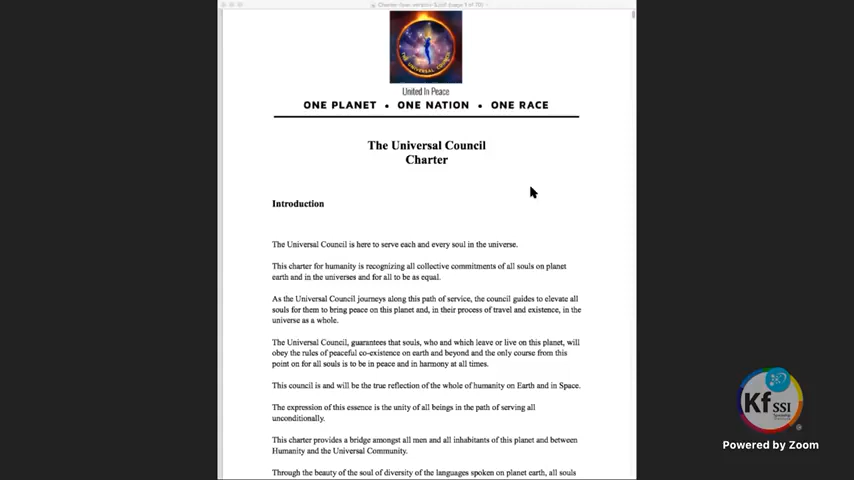 THE UNIVERSAL COUNCIL
United In Peace
ONE PLANET • ONE NATION • ONE RACE
The Universal Council
Charter
Introduction
The Universal Council is here to serve each and every soul in the universe.
This charter for humanity is recognizing all collective commitments of all souls on planet
earth and in the universes and for all to be as equal.
As the Universal Council journeys along this path of service, the council guides to elevate all
souls for them to bring peace on this planet and, in their process of travel and existence, in the
universe as a whole.
The Universal Council, guarantees that souls, who and which leave or live on this planet, will
obey the rules of peaceful co-existence on earth and beyond and the only course from this
point on for all souls is to be in peace and in harmony at all times.
This council is and will be the true reflection of the whole of humanity on Earth and in Space.
The expression of this essence is the unity of all beings in the path of serving all
unconditionally.
This charter provides a bridge amongst all men and all inhabitants of this planet and between
Humanity and the Universal Community.
Through the beauty of the soul of diversity of the languages spoken on planet earth, all souls
Kf SSI
Powered by Zoom